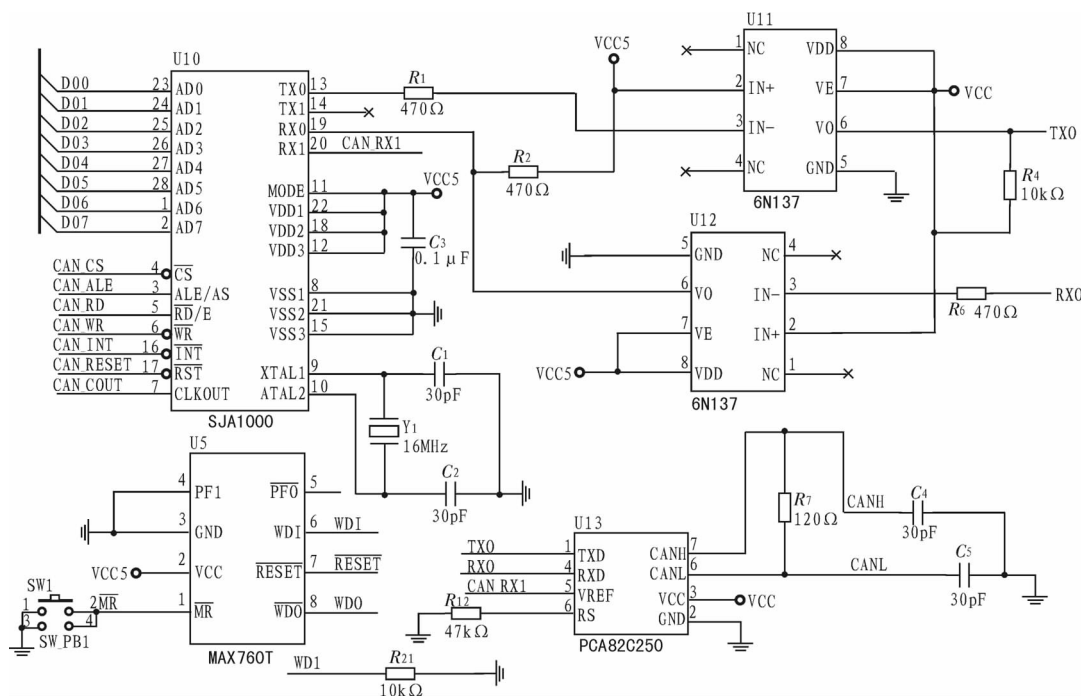 U10
D00 23 AD0
D01 24 AD1
D02 25 AD2
D03 26 AD3
D04 27 AD4
D05 28 AD5
D06 1 AD6
D07 2 AD7
CAN_CS 4 CS
CAN_ALE 3 ALE/AS
CAN_RD 5 RD/E
CAN_WR 6 WR
CAN_INT 16 INT
CAN_RESET 17 RST
CAN_COUT 7 CLKOUT
TX0 13
TX1 14
RX0 19
RX1 20 CAN_RX1
MODE 11
VDD1 22
VDD2 18
VDD3 12
VSS1 8
VSS2 21
VSS3 15
XTAL1 9
ATAL2 10
SJA1000
R1
470Ω
R2
470Ω
VCC5
VCC5
C3
0.1μF
C1
30pF
Y1
16MHz
C2
30pF
U11
1 NC
2 IN+
3 IN-
4 NC
VDD 8
VE 7
VO 6
GND 5
6N137
VCC
TXO
R4
10kΩ
U12
5 GND
6 VO
7 VE
8 VDD
NC 4
IN- 3
IN+ 2
NC 1
6N137
VCC5
R6 470Ω
RXO
U5
4 PF1
3 GND
2 VCC
1 MR
PFO 5
WDI 6 WDI
RESET 7 RESET
WDO 8 WDO
MAX760T
VCC5
SW1
1 2 MR
3 4
SW_PB1
WD1
R21
10kΩ
U13
TXO 1 TXD
RXO 4 RXD
CAN_RX1 5 VREF
R12 6 RS
47kΩ
CANH 7
CANL 6
VCC 3 VCC
GND 2
PCA82C250
R7
120Ω
CANH
C4
30pF
CANL
C5
30pF